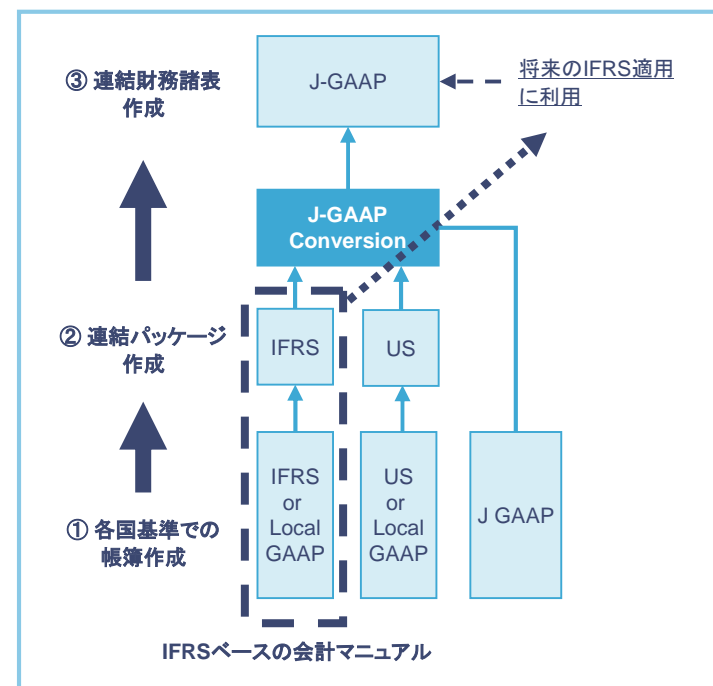 ③ 連結財務諸表
作成
J-GAAP
将来のIFRS適用
に利用
J-GAAP
Conversion
② 連結パッケージ
作成
IFRS
US
① 各国基準での
帳簿作成
IFRS
or
Local
GAAP
US
or
Local
GAAP
J GAAP
IFRSベースの会計マニュアル